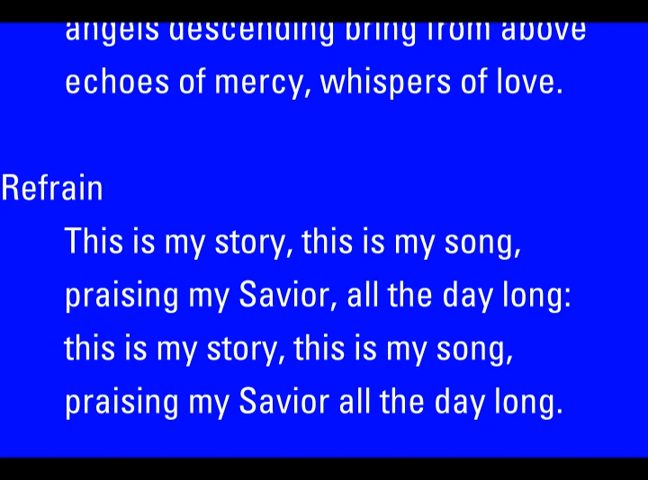 angels descending bring from above
echoes of mercy, whispers of love.
Refrain
This is my story, this is my song,
praising my Savior, all the day long:
this is my story, this is my song,
praising my Savior all the day long.